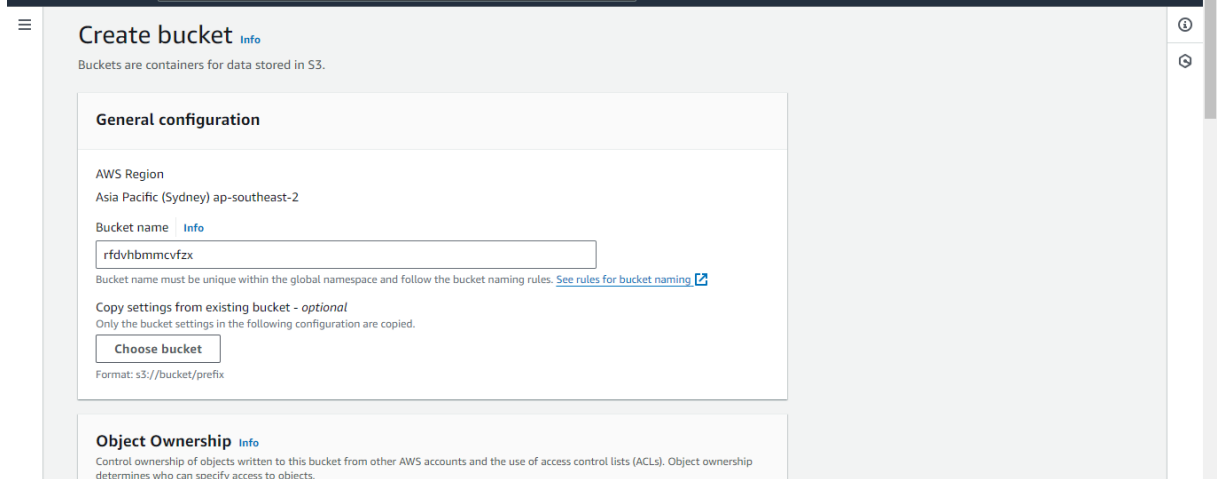 Create bucket Info
Buckets are containers for data stored in S3.
General configuration
AWS Region
Asia Pacific (Sydney) ap-southeast-2
Bucket name Info
rfdvhbmmcvfzx
Bucket name must be unique within the global namespace and follow the bucket naming rules. See rules for bucket naming
Copy settings from existing bucket - optional
Only the bucket settings in the following configuration are copied.
Choose bucket
Format: s3://bucket/prefix
Object Ownership Info
Control ownership of objects written to this bucket from other AWS accounts and the use of access control lists (ACLs). Object ownership
determines who can specify access to objects.